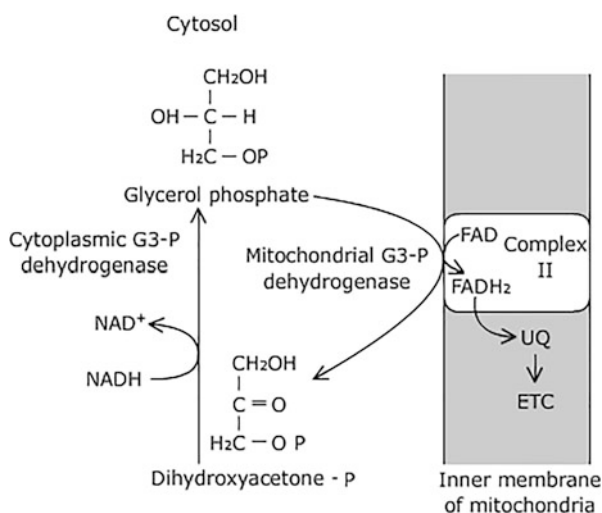 Cytosol
CH₂OH
OH — C — H
H₂C — OP
Glycerol phosphate
Cytoplasmic G3-P
dehydrogenase
Mitochondrial G3-P
dehydrogenase
FAD
Complex
II
FADH₂
NAD⁺
NADH
UQ
ETC
CH₂OH
C = O
H₂C — O P
Dihydroxyacetone - P
Inner membrane
of mitochondria